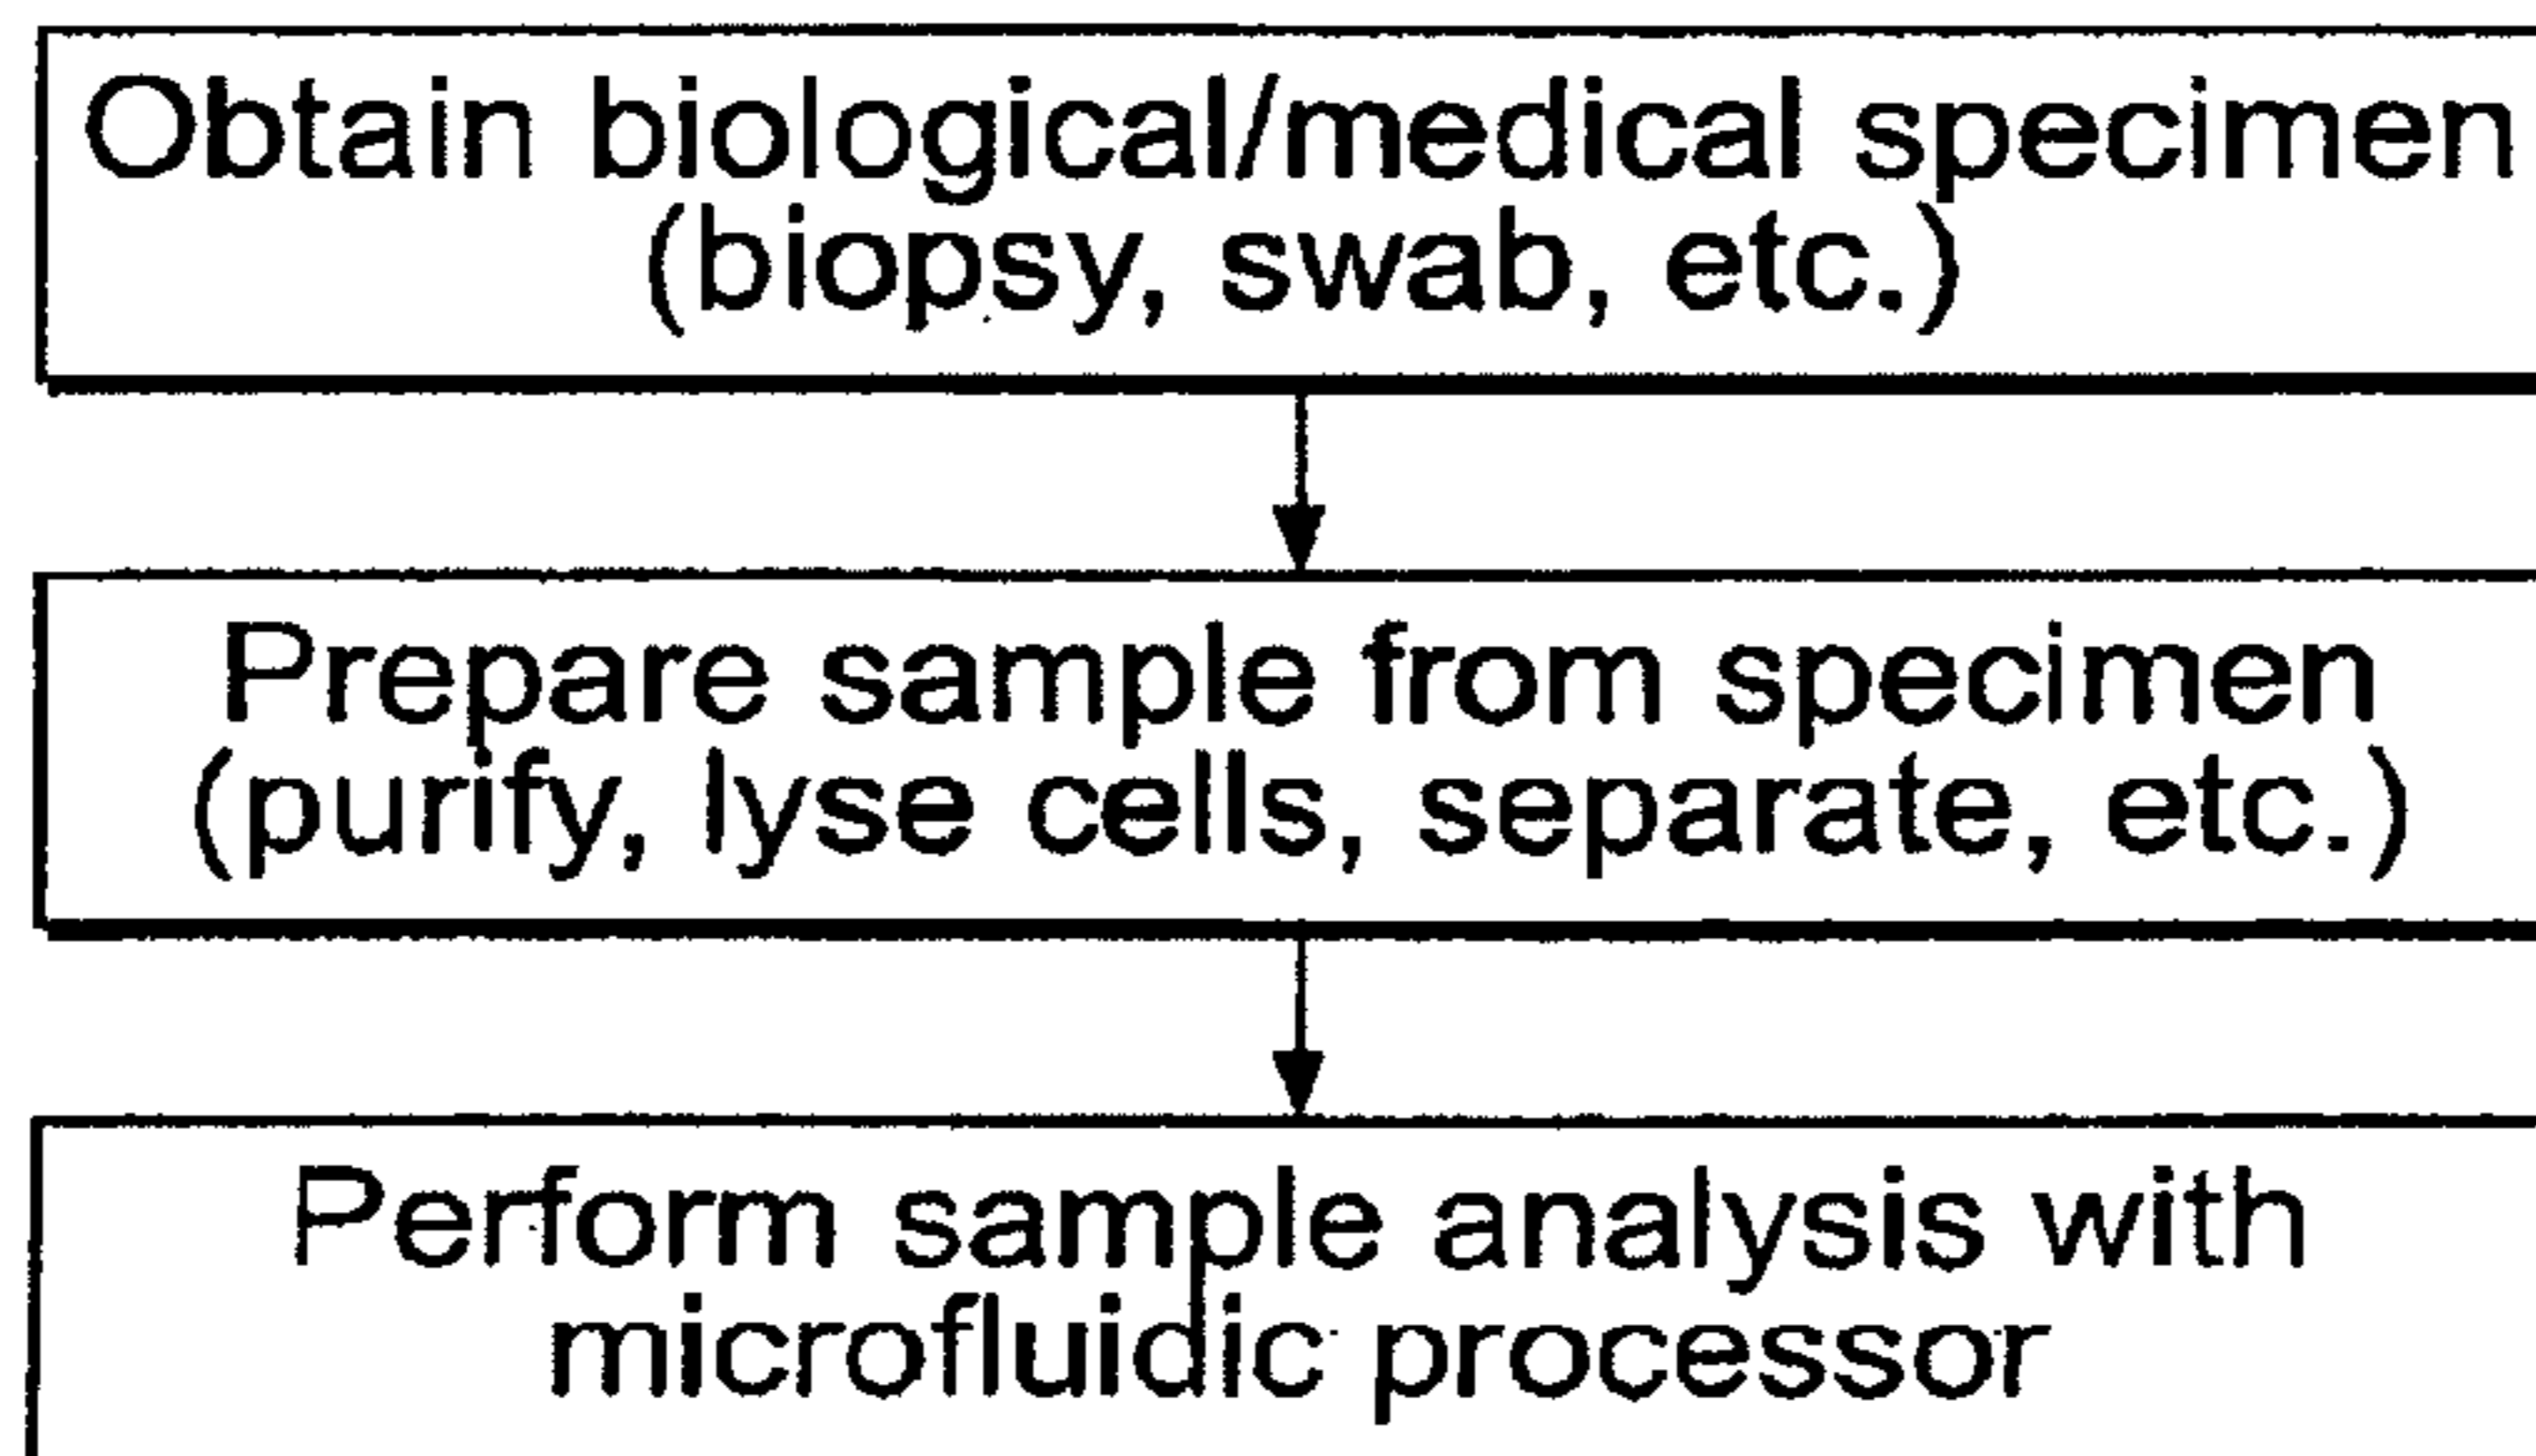 Obtain biological/medical specimen
(biopsy, swab, etc.)
Prepare sample from specimen
(purify, lyse cells, separate, etc.)
Perform sample analysis with
microfluidic processor